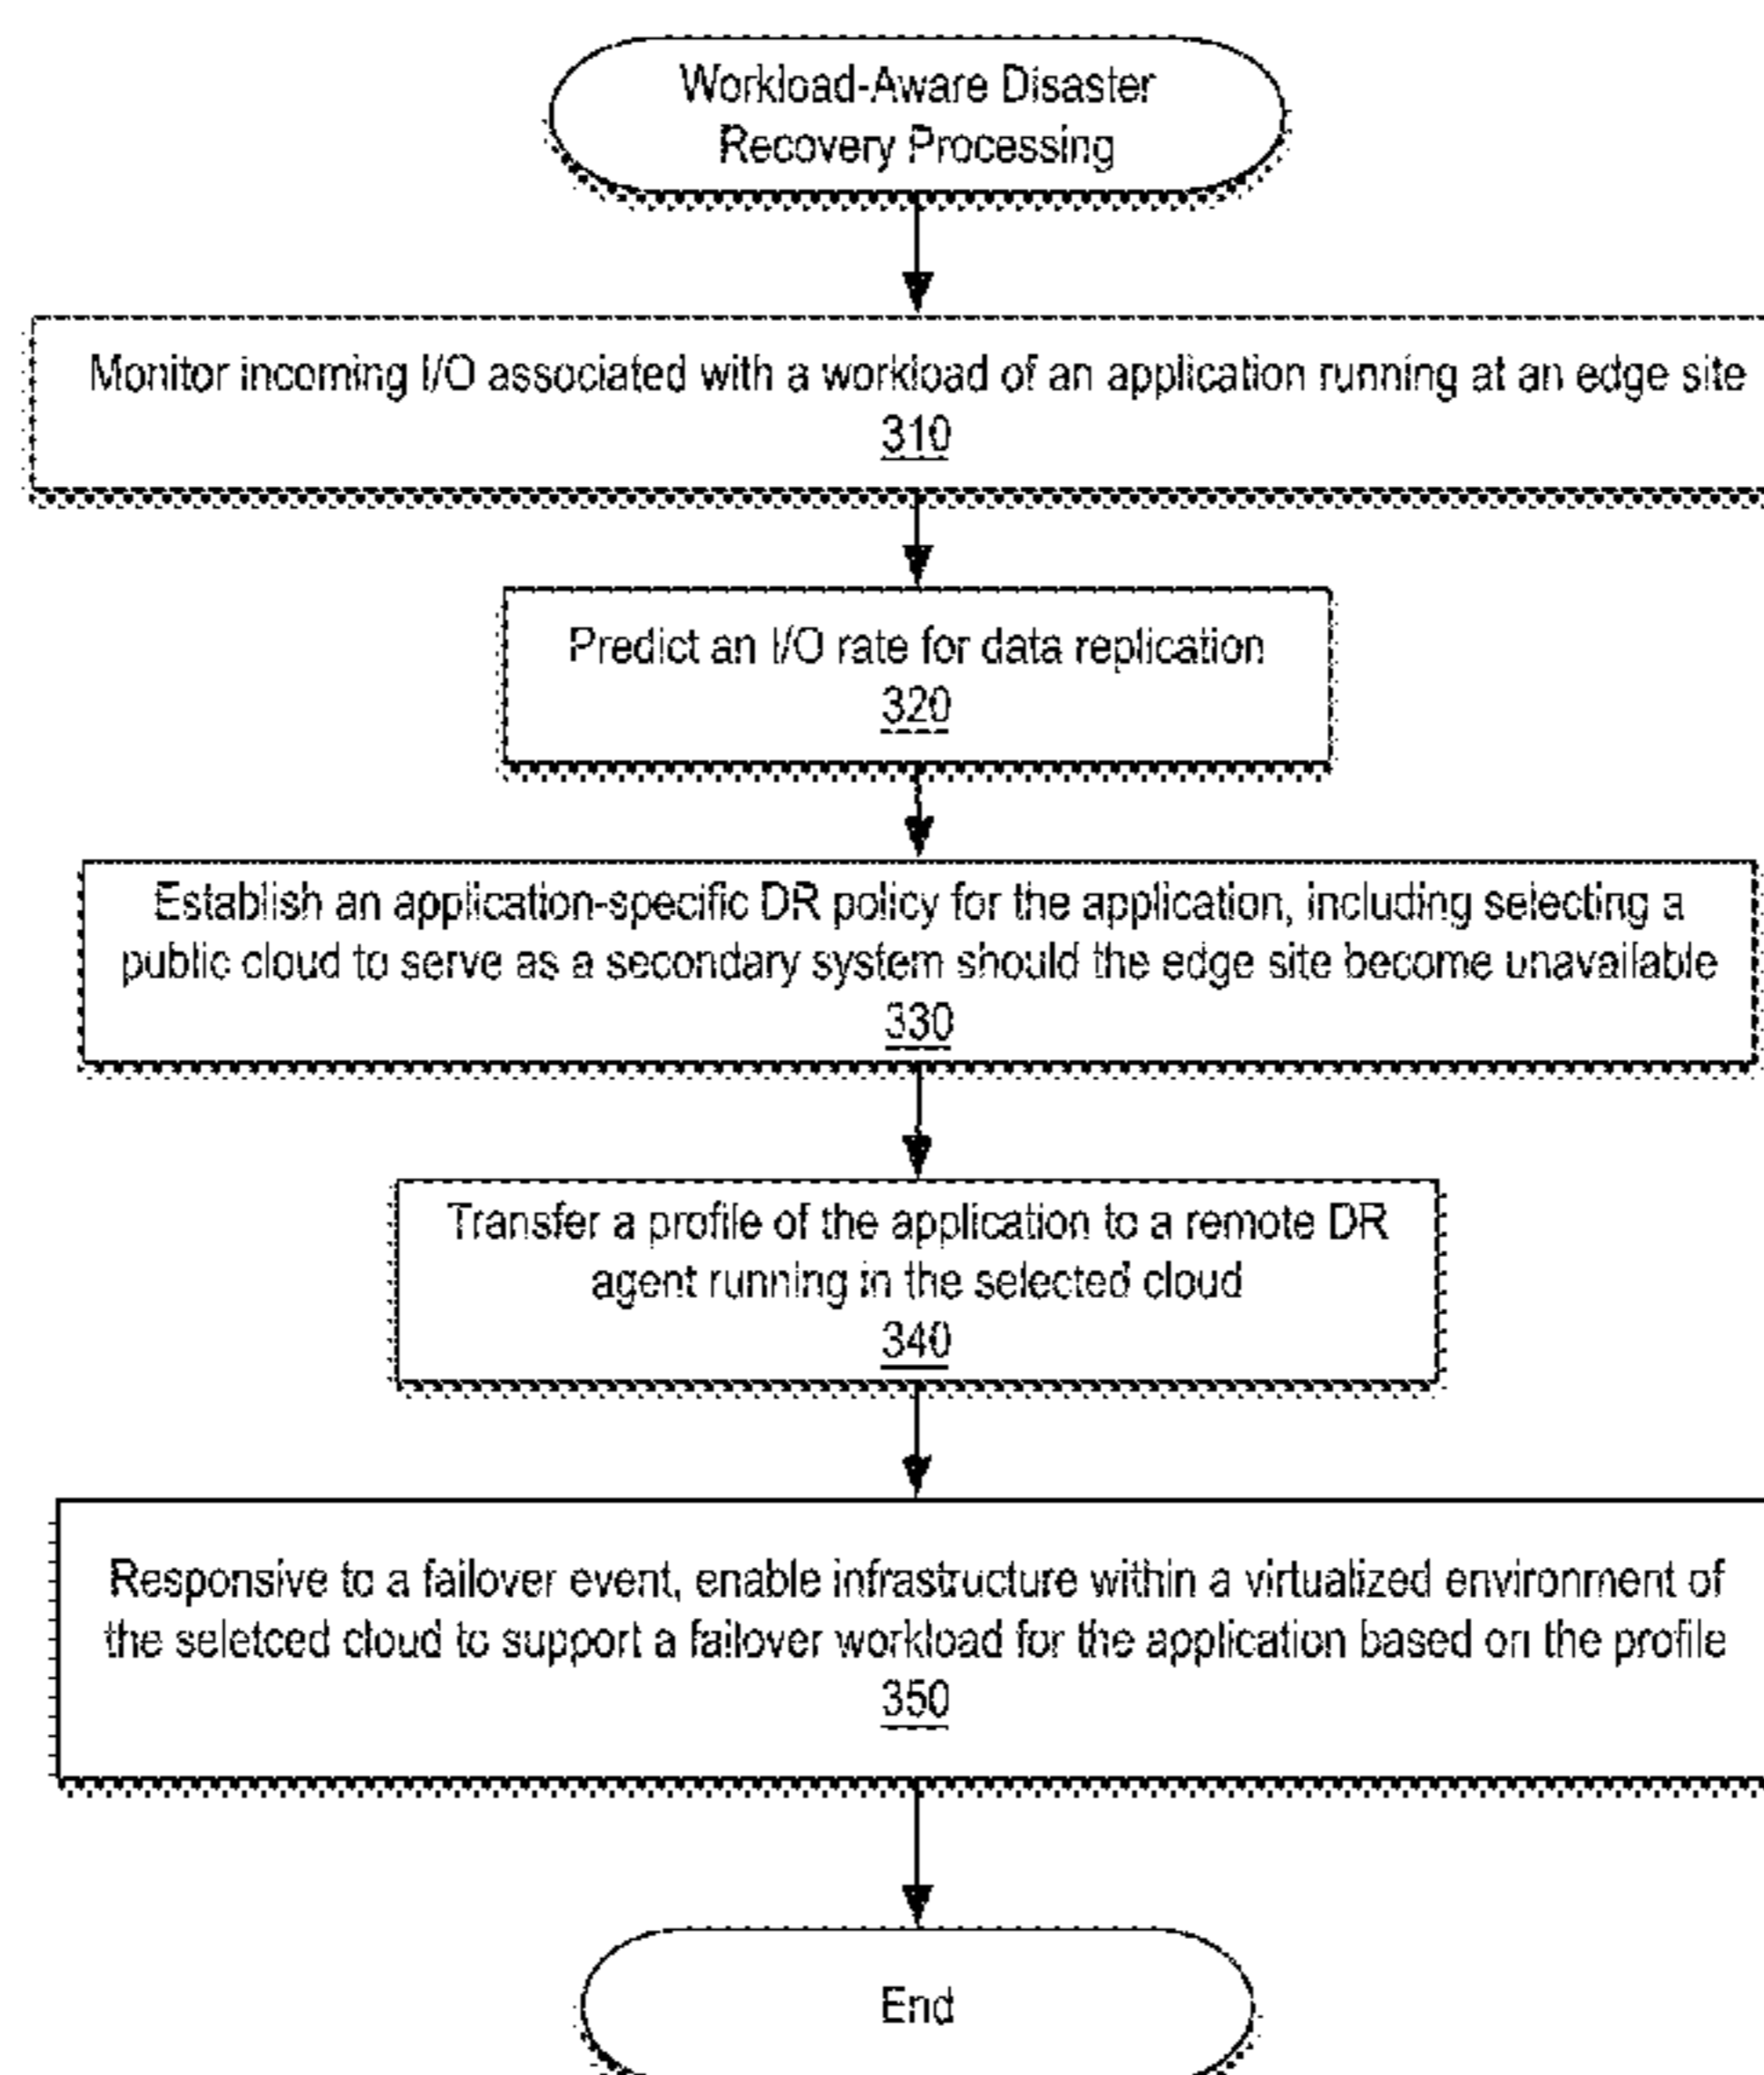 Workload-Aware Disaster
Recovery Processing
Monitor incoming I/O associated with a workload of an application running at an edge site
310
Predict an I/O rate for data replication
320
Establish an application-specific DR policy for the application, including selecting a
public cloud to serve as a secondary system should the edge site become unavailable
330
Transfer a profile of the application to a remote DR
agent running in the selected cloud
340
Responsive to a failover event, enable infrastructure within a virtualized environment of
the seletced cloud to support a failover workload for the application based on the profile
350
End